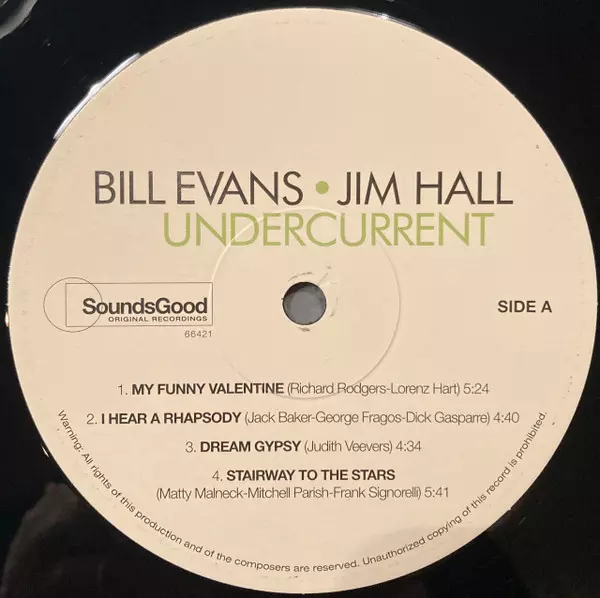 BILL EVANS • JIM HALL
UNDERCURRENT
SoundsGood
ORIGINAL RECORDINGS
66421
SIDE A
1. MY FUNNY VALENTINE (Richard Rodgers-Lorenz Hart) 5:24
2. I HEAR A RHAPSODY (Jack Baker-George Fragos-Dick Gasparre) 4:40
3. DREAM GYPSY (Judith Veevers) 4:34
4. STAIRWAY TO THE STARS
(Matty Malneck-Mitchell Parish-Frank Signorelli) 5:41
Warning: All rights of this production and of the composers are reserved. Unauthorized copying of this record is prohibited.